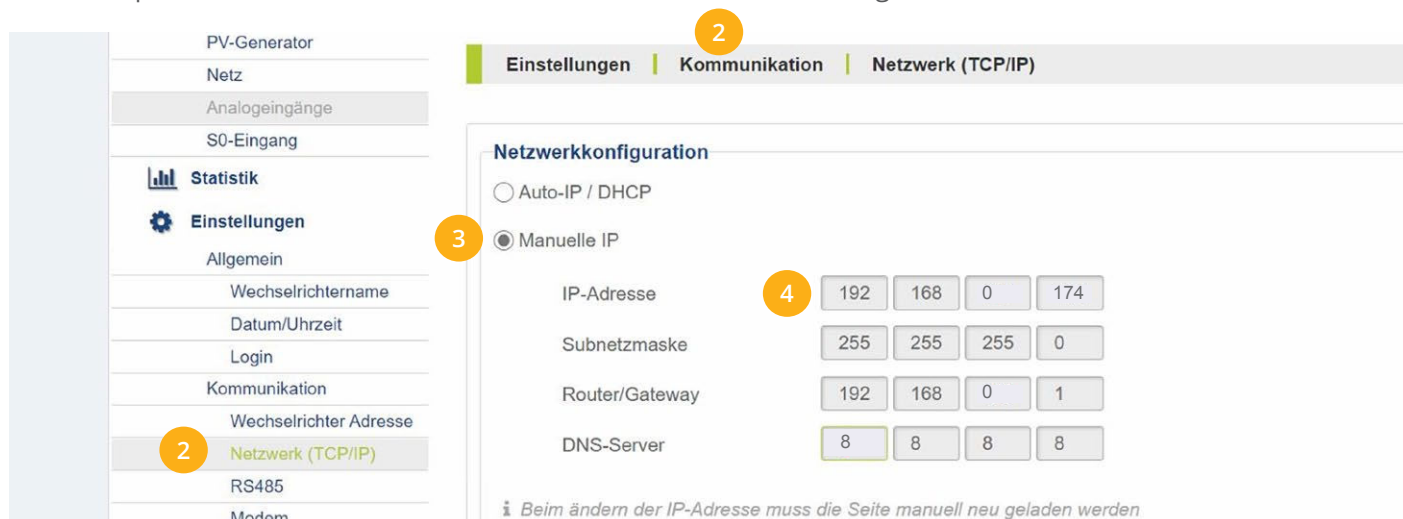 2
PV-Generator
Netz
Analogeingänge
S0-Eingang
Statistik
Einstellungen
Allgemein
Wechselrichtername
Datum/Uhrzeit
Login
Kommunikation
Wechselrichter Adresse
2 Netzwerk (TCP/IP)
RS485
Modem
Einstellungen | Kommunikation | Netzwerk (TCP/IP)
Netzwerkkonfiguration
Auto-IP / DHCP
3 Manuelle IP
IP-Adresse 4 192 168 0 174
Subnetzmaske 255 255 255 0
Router/Gateway 192 168 0 1
DNS-Server 8 8 8 8
i Beim ändern der IP-Adresse muss die Seite manuell neu geladen werden